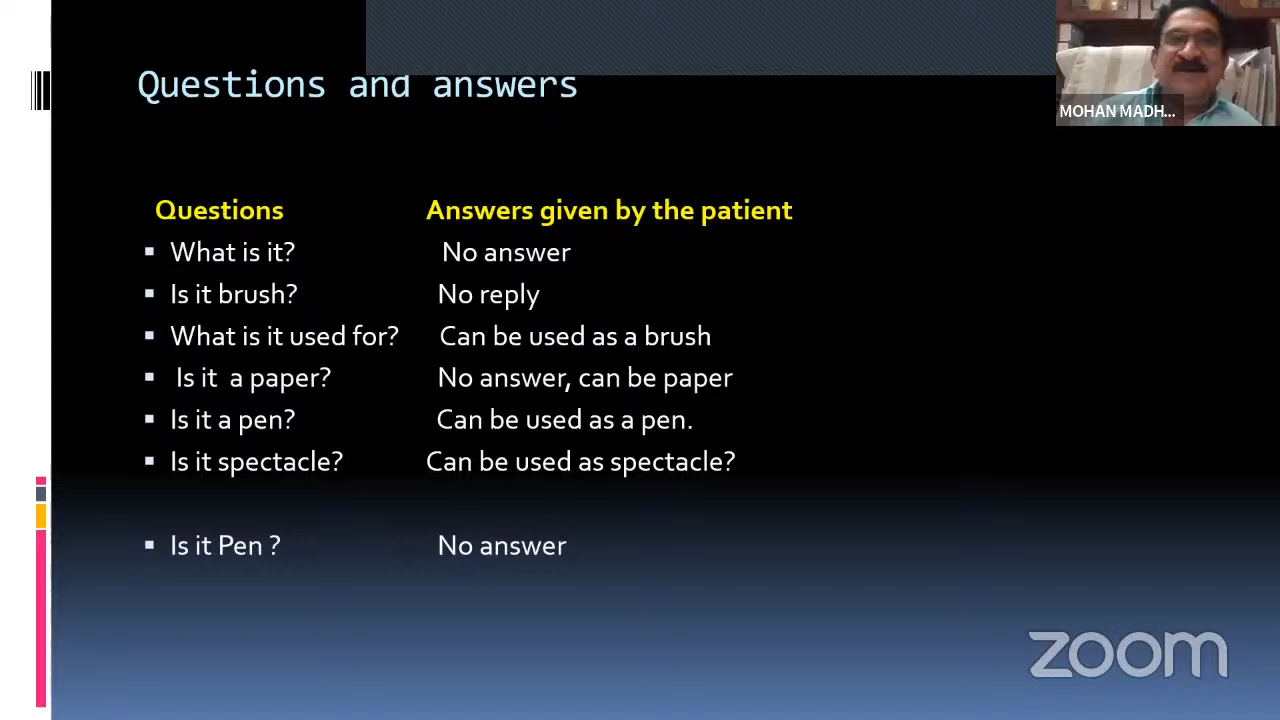 Questions and answers
MOHAN MADH...
Questions Answers given by the patient
What is it? No answer
Is it brush? No reply
What is it used for? Can be used as a brush
Is it a paper? No answer, can be paper
Is it a pen? Can be used as a pen.
Is it spectacle? Can be used as spectacle?
Is it Pen ? No answer
zoom